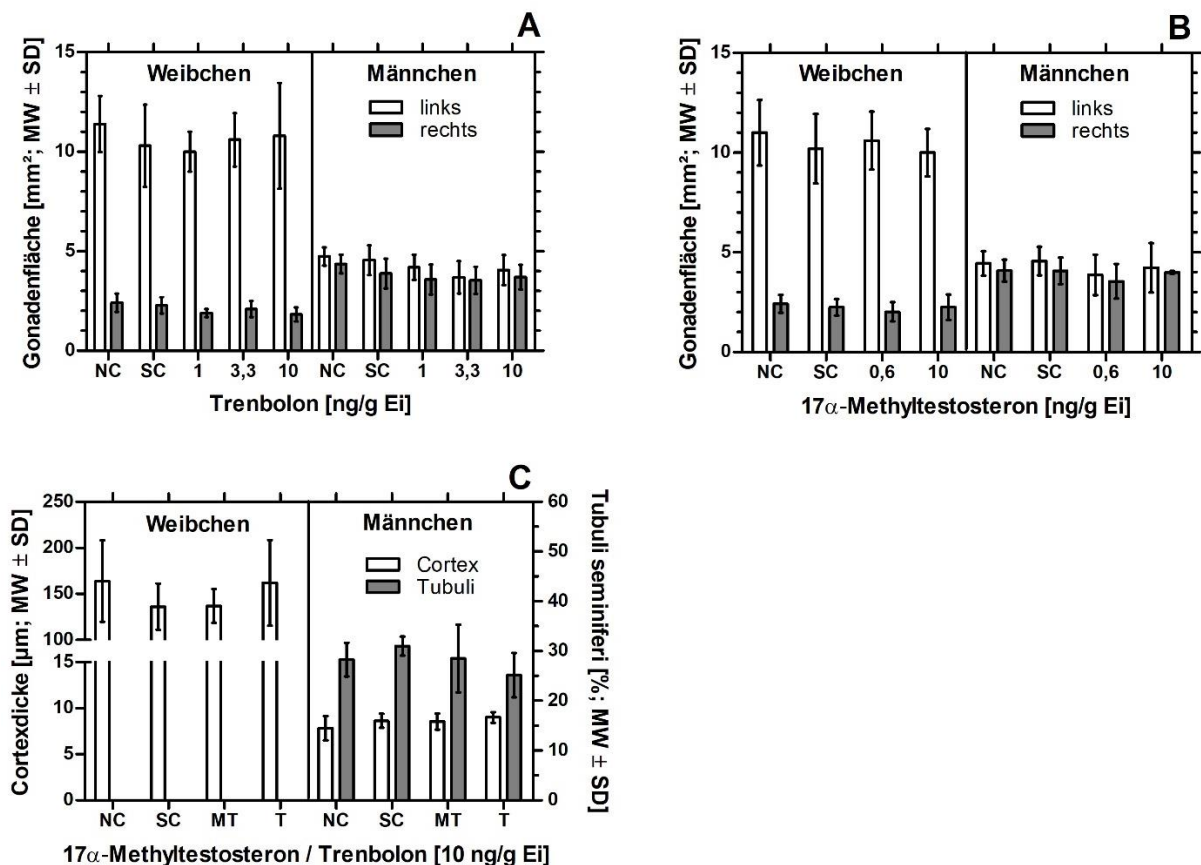 A
Gonadenfläche [mm²; MW ± SD]
15
10
5
0
Weibchen
Männchen
links
rechts
NC SC 1 3,3 10 NC SC 1 3,3 10
Trenbolon [ng/g Ei]
B
Gonadenfläche [mm²; MW ± SD]
15
10
5
0
Weibchen
Männchen
links
rechts
NC SC 0,6 10 NC SC 0,6 10
17α-Methyltestosteron [ng/g Ei]
C
Cortexdicke [µm; MW ± SD]
250
200
150
100
15
10
5
0
Weibchen
Männchen
Cortex
Tubuli
60
50
40
30
20
10
0
Tubuli seminiferi [%; MW ± SD]
NC SC MT T NC SC MT T
17α-Methyltestosteron / Trenbolon [10 ng/g Ei]